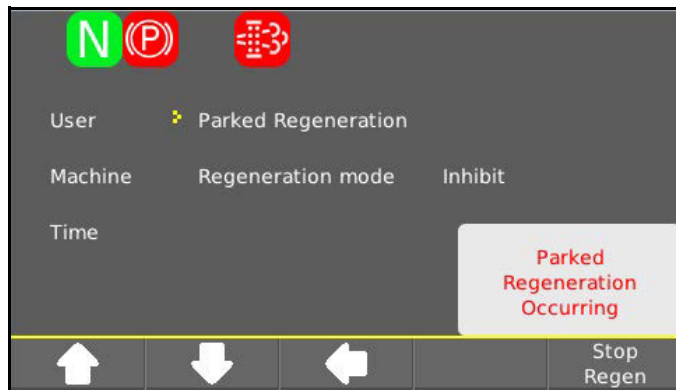 N (P)
User Parked Regeneration
Machine Regeneration mode Inhibit
Time
Parked
Regeneration
Occurring
Stop
Regen